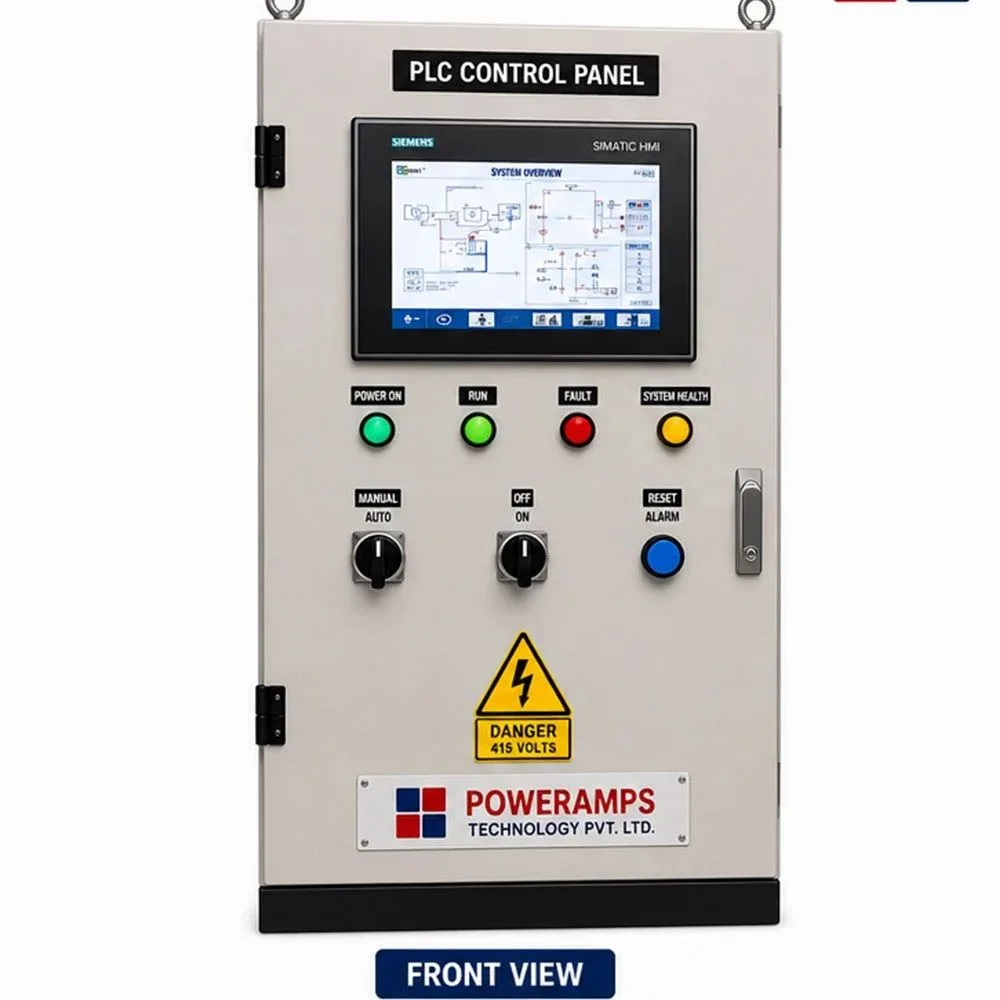 PLC CONTROL PANEL
SIEMENS
SIMATIC HMI
SYSTEM OVERVIEW
POWER ON
RUN
FAULT
SYSTEM HEALTH
MANUAL
AUTO
OFF
ON
RESET
ALARM
DANGER
415 VOLTS
POWERAMPS
TECHNOLOGY PVT. LTD.
FRONT VIEW